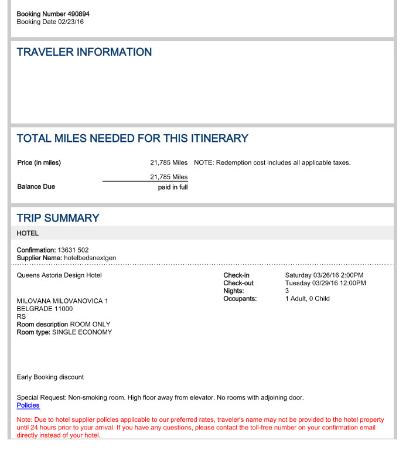 Booking Number 490894
Booking Date 02/23/16
TRAVELER INFORMATION
TOTAL MILES NEEDED FOR THIS ITINERARY
Price (in miles) 21,785 Miles NOTE: Redemption cost includes all applicable taxes.
21,785 Miles
Balance Due paid in full
TRIP SUMMARY
HOTEL
Confirmation: 13631 502
Supplier Name: hotelbedsnextgen
Queens Astoria Design Hotel Check-in Saturday 03/26/16 2:00PM
Check-out Tuesday 03/29/16 12:00PM
Nights: 3
Occupants: 1 Adult, 0 Child
MILOVANA MILOVANOVICA 1
BELGRADE 11000
RS
Room description ROOM ONLY
Room type: SINGLE ECONOMY
Early Booking discount
Special Request: Non-smoking room. High floor away from elevator. No rooms with adjoining door.
Policies
Note: Due to hotel supplier policies applicable to our preferred rates, traveler's name may not be provided to the hotel property
until 24 hours prior to your arrival. If you have any questions, please contact the toll-free number on your confirmation email
directly instead of your hotel.